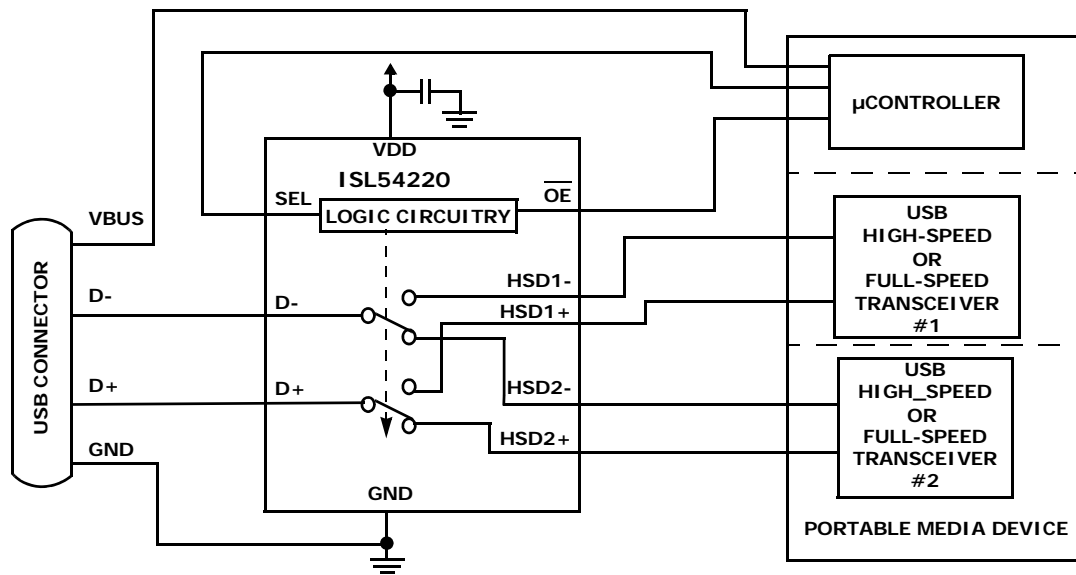 µCONTROLLER
VDD
ISL54220
SEL
LOGIC CIRCUITRY
OE
USB CONNECTOR
VBUS
D-
D+
GND
D-
D+
HSD1-
HSD1+
HSD2-
HSD2+
GND
USB
HIGH-SPEED
OR
FULL-SPEED
TRANSCEIVER
#1
USB
HIGH_SPEED
OR
FULL-SPEED
TRANSCEIVER
#2
PORTABLE MEDIA DEVICE